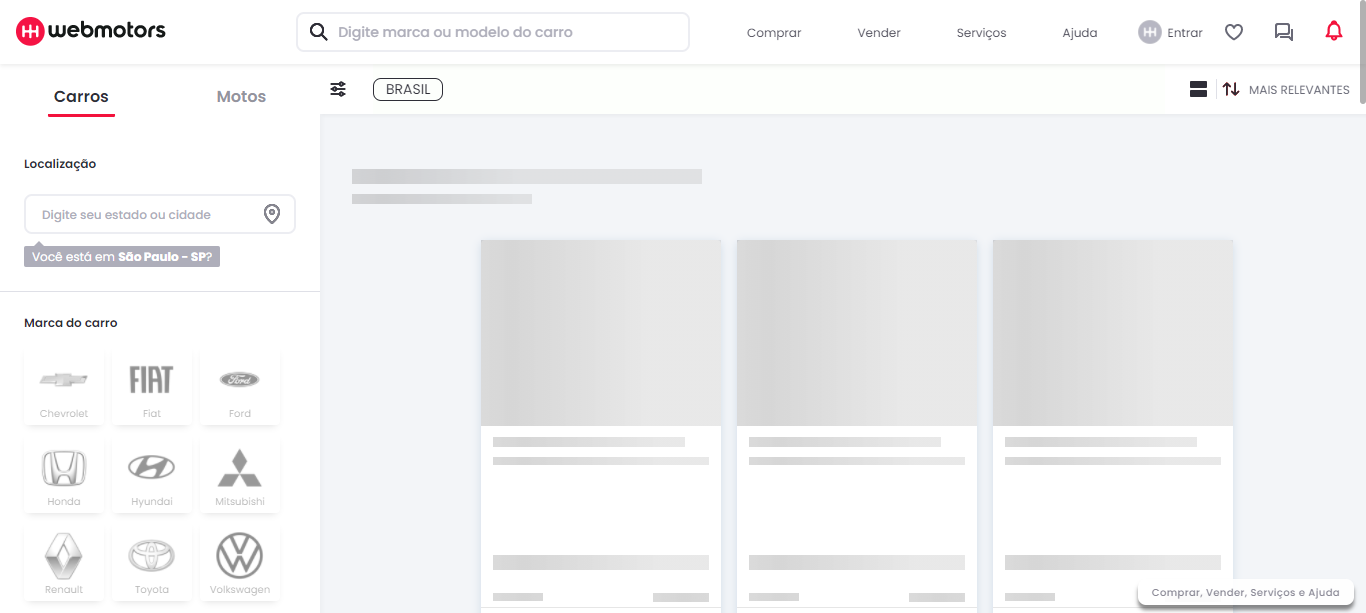 webmotors
Digite marca ou modelo do carro
Comprar
Vender
Serviços
Ajuda
Entrar
Carros
Motos
BRASIL
MAIS RELEVANTES
Localização
Digite seu estado ou cidade
Você está em São Paulo - SP?
Marca do carro
FIAT
Ford
Chevrolet
Fiat
Ford
Honda
Hyundai
Mitsubishi
Renault
Toyota
Volkswagen
Comprar, Vender, Serviços e Ajuda